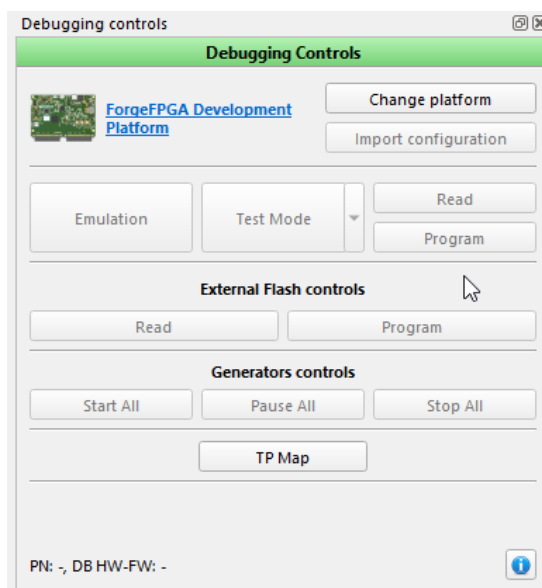 Debugging controls
Debugging Controls
ForgeFPGA Development
Platform
Change platform
Import configuration
Emulation
Test Mode
Read
Program
External Flash controls
Read
Program
Generators controls
Start All
Pause All
Stop All
TP Map
PN: -, DB HW-FW: -